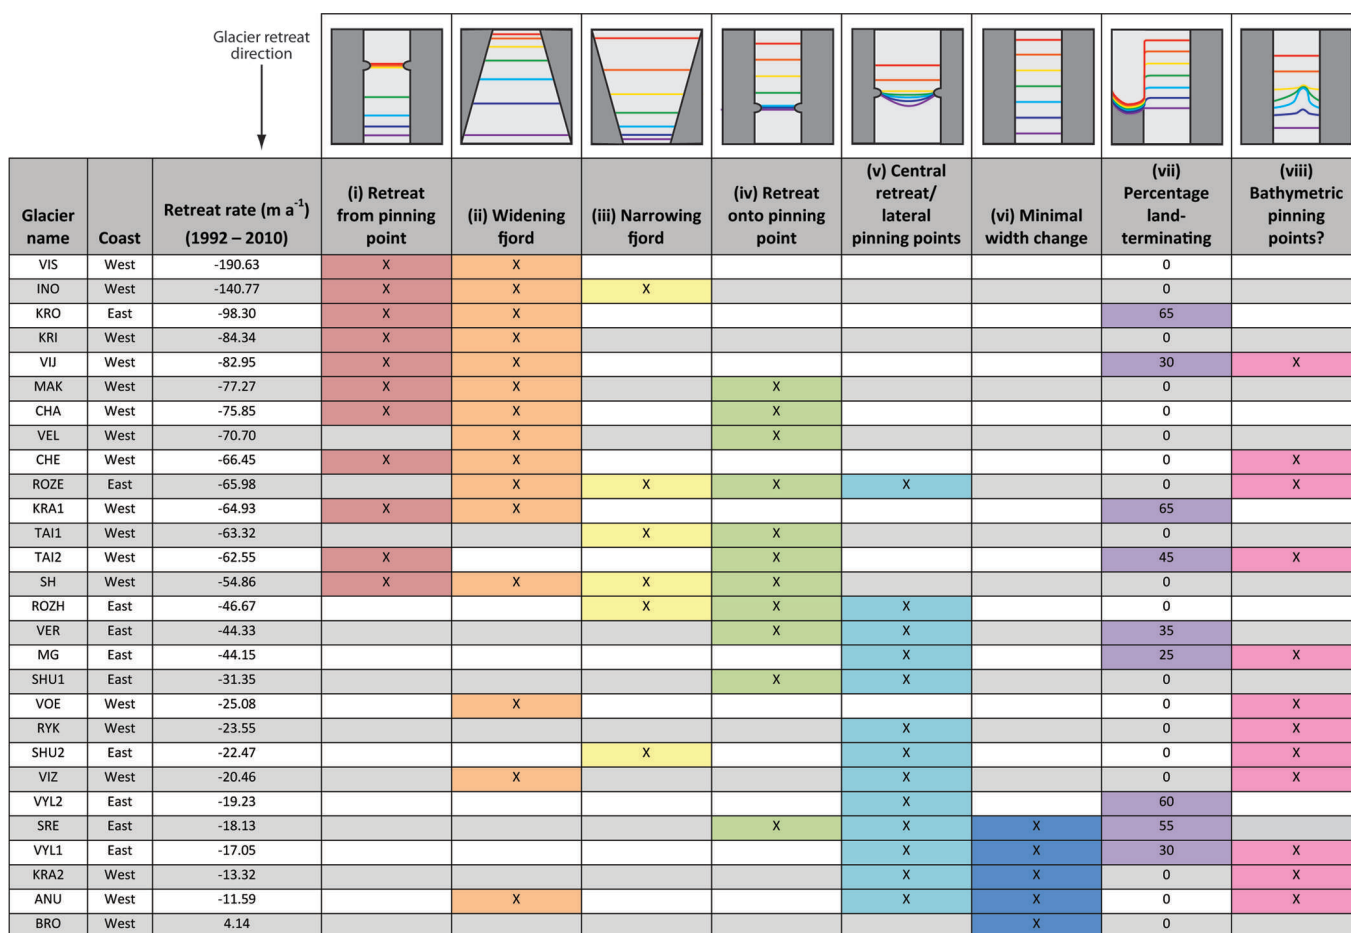 Glacier retreat
direction
Glacier
name
Coast
Retreat rate (m a⁻¹)
(1992 – 2010)
(i) Retreat
from pinning
point
(ii) Widening
fjord
(iii) Narrowing
fjord
(iv) Retreat
onto pinning
point
(v) Central
retreat/
lateral
pinning points
(vi) Minimal
width change
(vii)
Percentage
land-
terminating
(viii)
Bathymetric
pinning
points?
VIS West -190.63 X X 0
INO West -140.77 X X X 0
KRO East -98.30 X X 65
KRI West -84.34 X X 0
VIJ West -82.95 X X 30 X
MAK West -77.27 X X X 0
CHA West -75.85 X X X 0
VEL West -70.70 X X 0
CHE West -66.45 X X 0 X
ROZE East -65.98 X X X X 0 X
KRA1 West -64.93 X X 65
TAI1 West -63.32 X X 0
TAI2 West -62.55 X X 45 X
SH West -54.86 X X X X 0
ROZH East -46.67 X X X 0
VER East -44.33 X X 35
MG East -44.15 X 25 X
SHU1 East -31.35 X X 0
VOE West -25.08 X 0 X
RYK West -23.55 X 0 X
SHU2 East -22.47 X X 0 X
VIZ West -20.46 X X 0 X
VYL2 East -19.23 X 60
SRE East -18.13 X X X 55
VYL1 East -17.05 X X 30 X
KRA2 West -13.32 X X 0 X
ANU West -11.59 X X X 0 X
BRO West 4.14 X 0